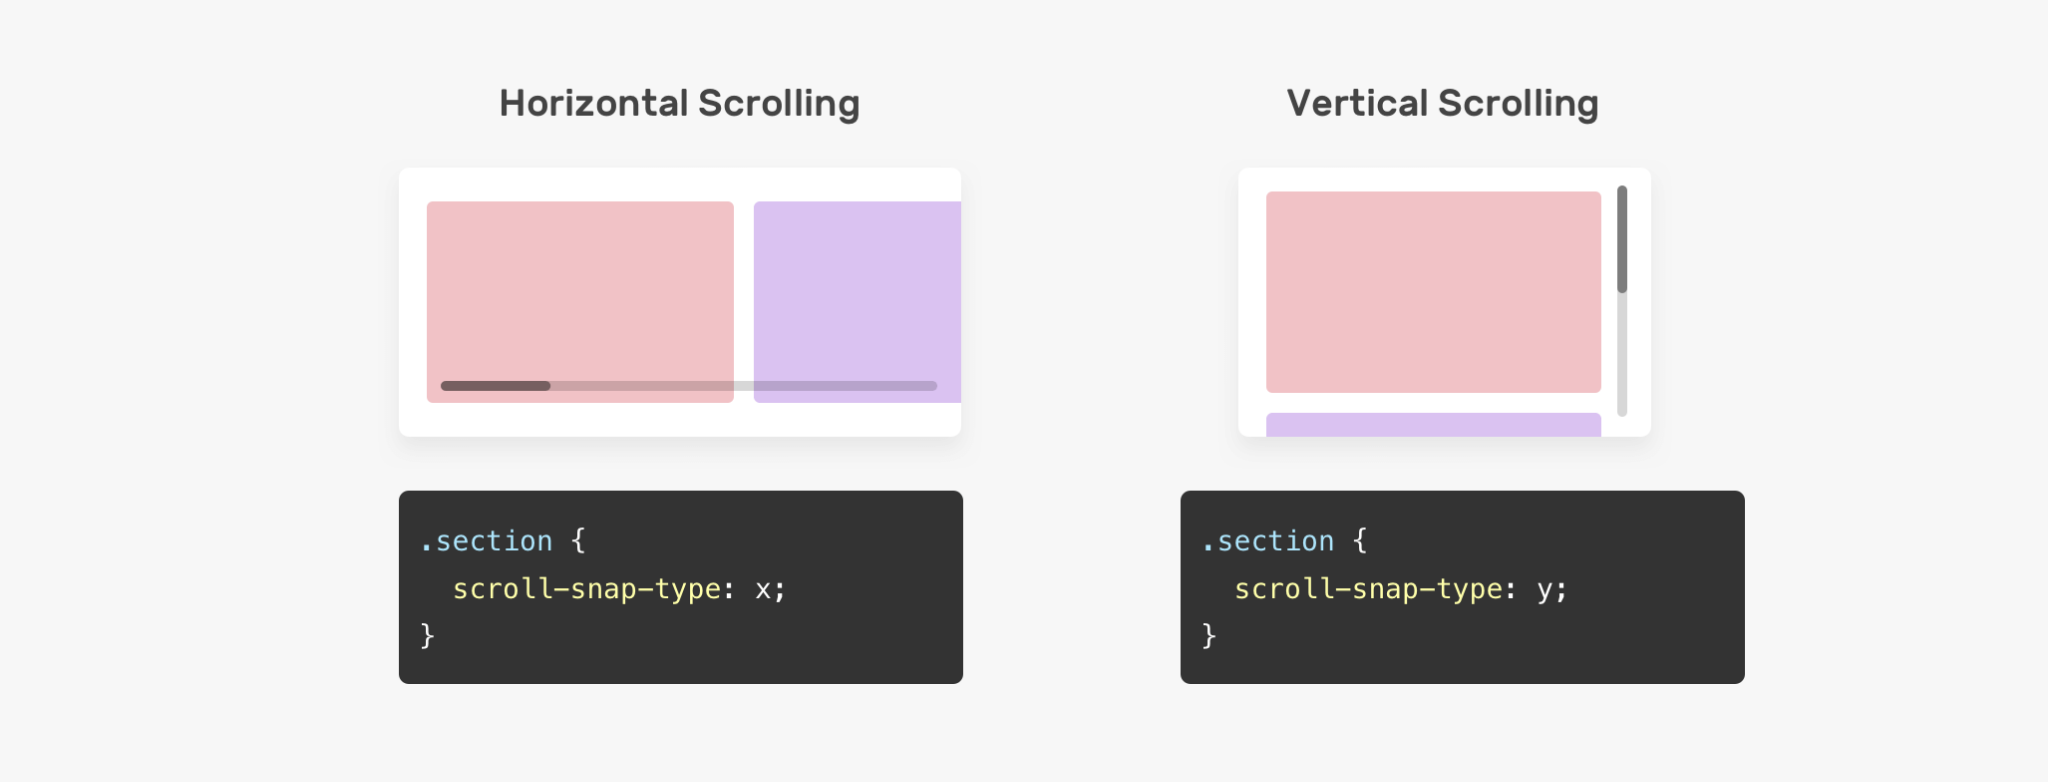 Horizontal Scrolling
.section {
  scroll-snap-type: x;
}
Vertical Scrolling
.section {
  scroll-snap-type: y;
}